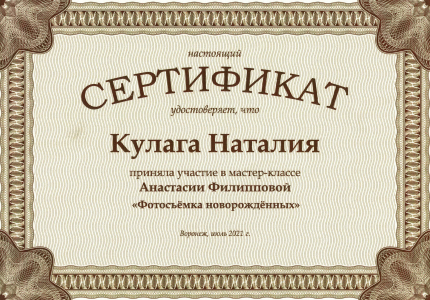 настоящий
СЕРТИФИКАТ
удостоверяет, что
Кулага Наталия
приняла участие в мастер-классе
Анастасии Филипповой
«Фотосъёмка новорождённых»
Воронеж, июль 2021 г.